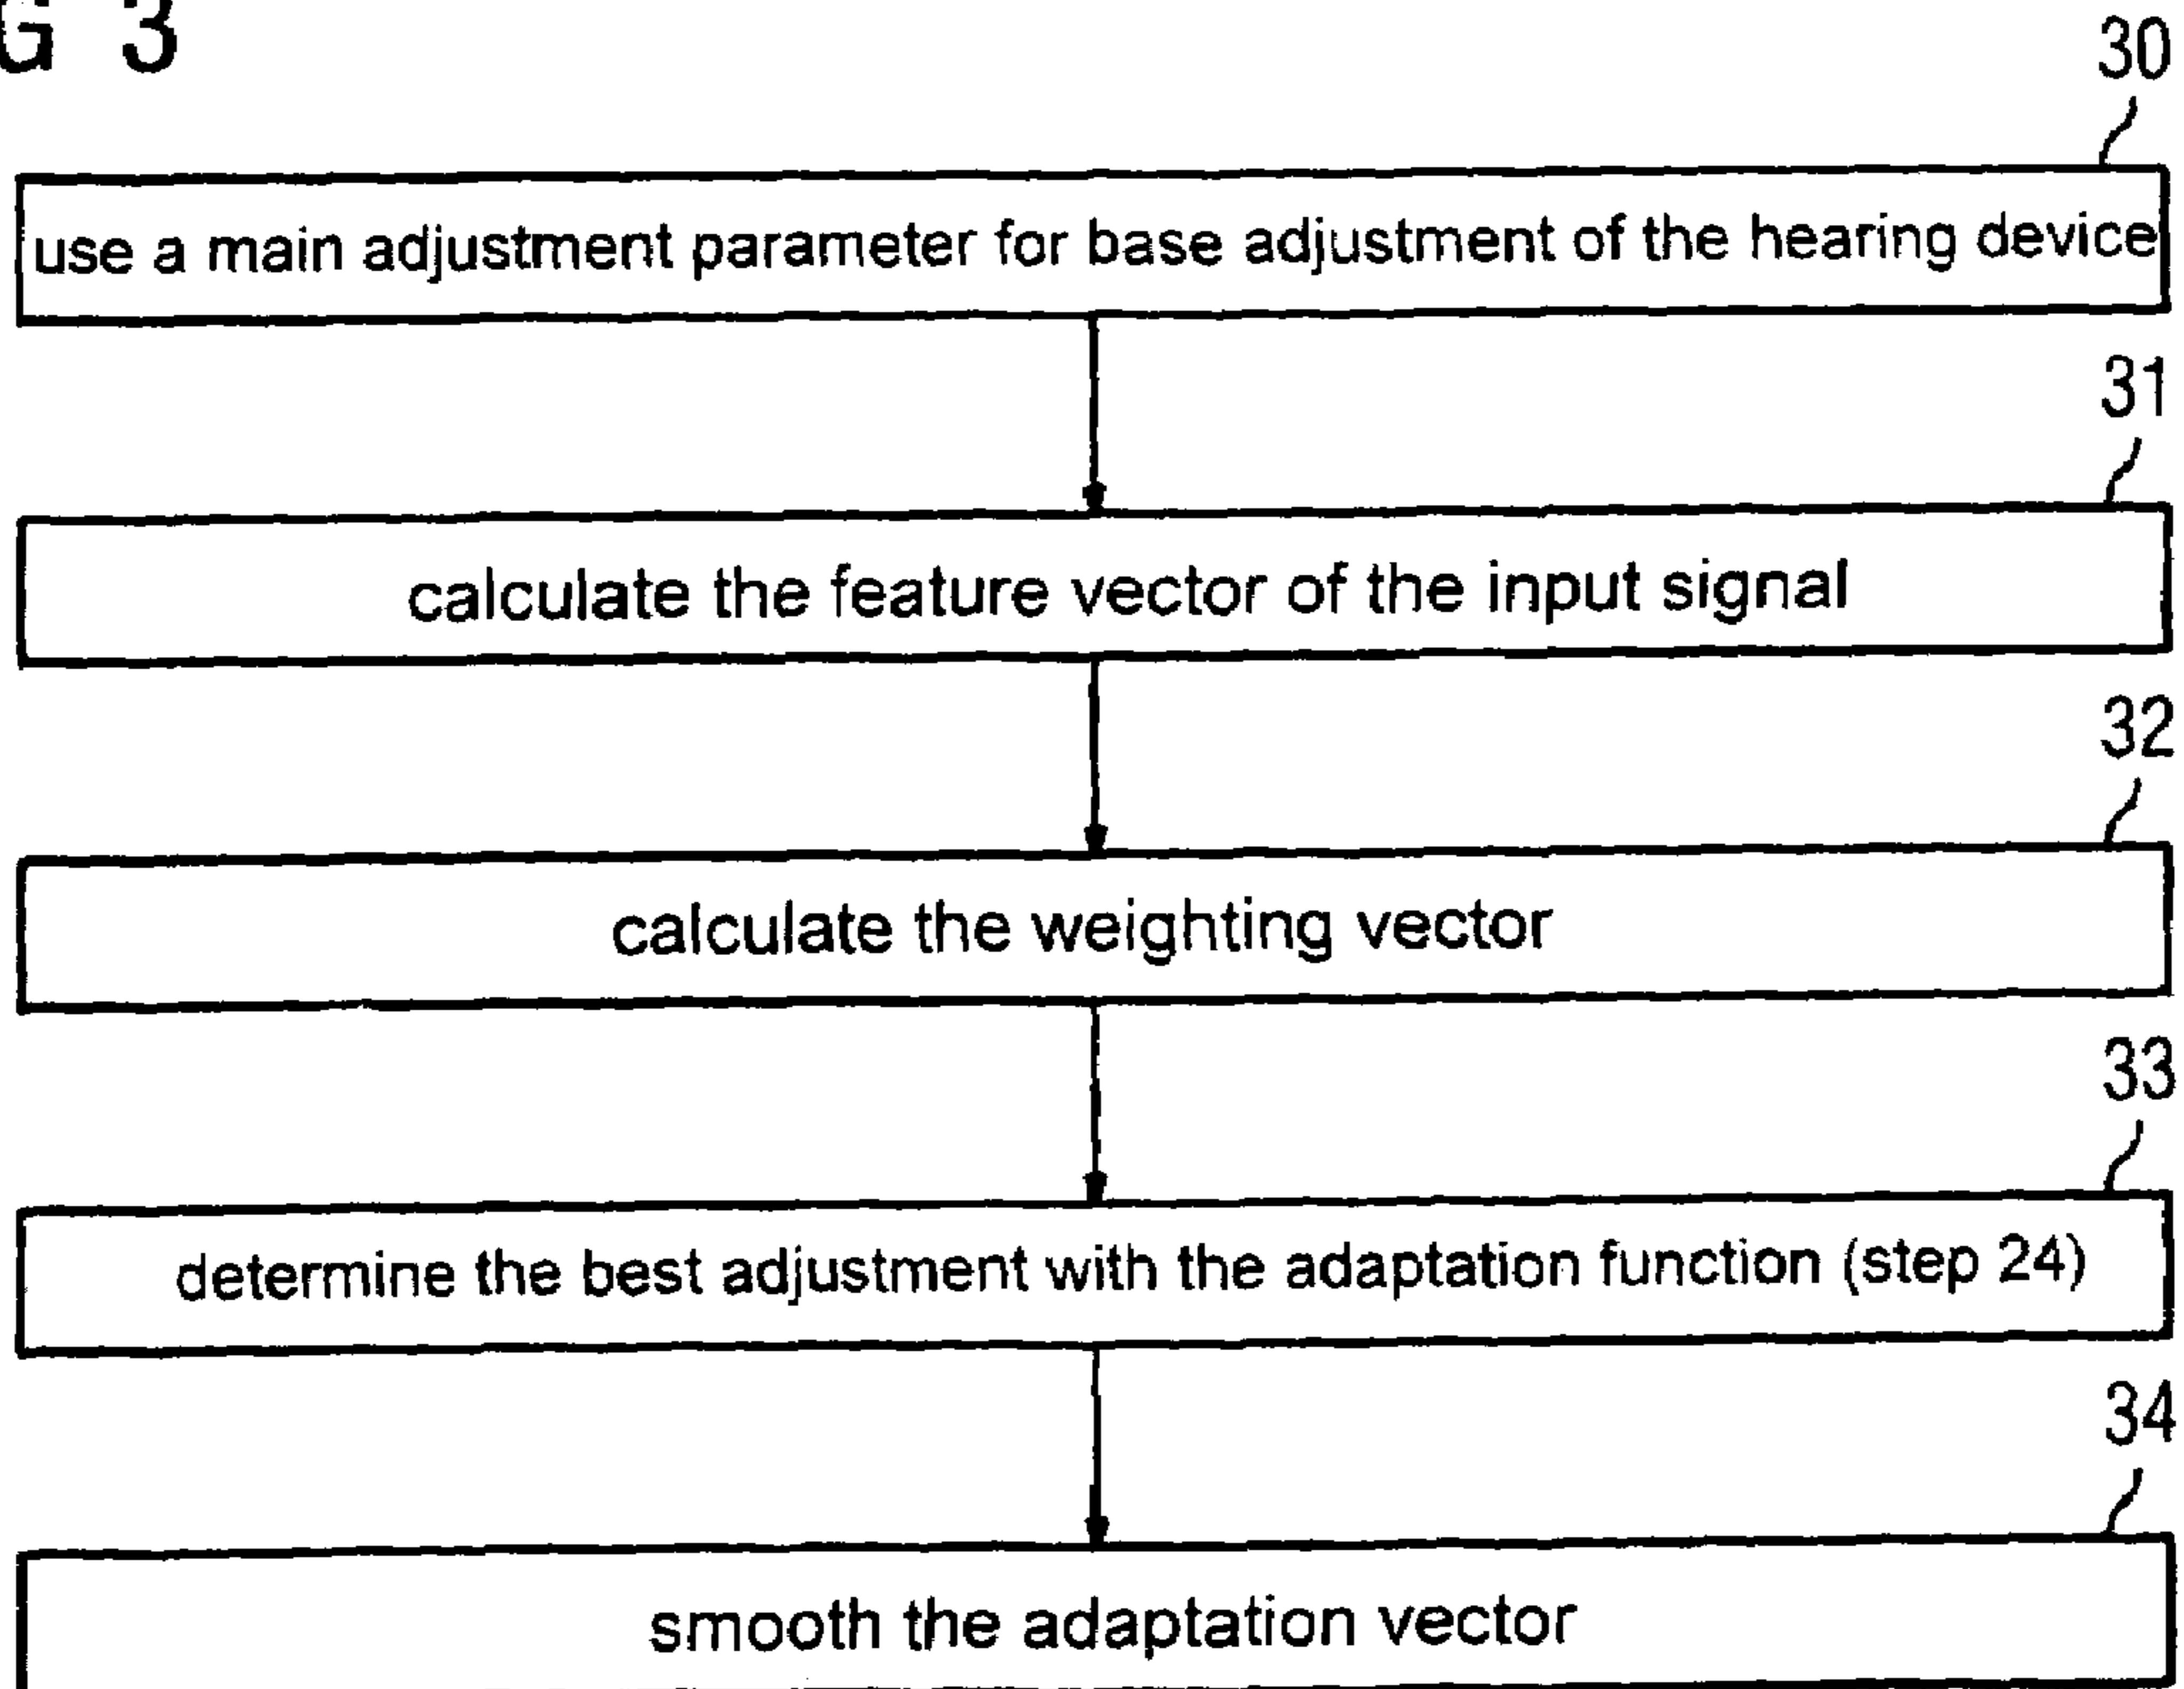 G 3
30
use a main adjustment parameter for base adjustment of the hearing device
31
calculate the feature vector of the input signal
32
calculate the weighting vector
33
determine the best adjustment with the adaptation function (step 24)
34
smooth the adaptation vector